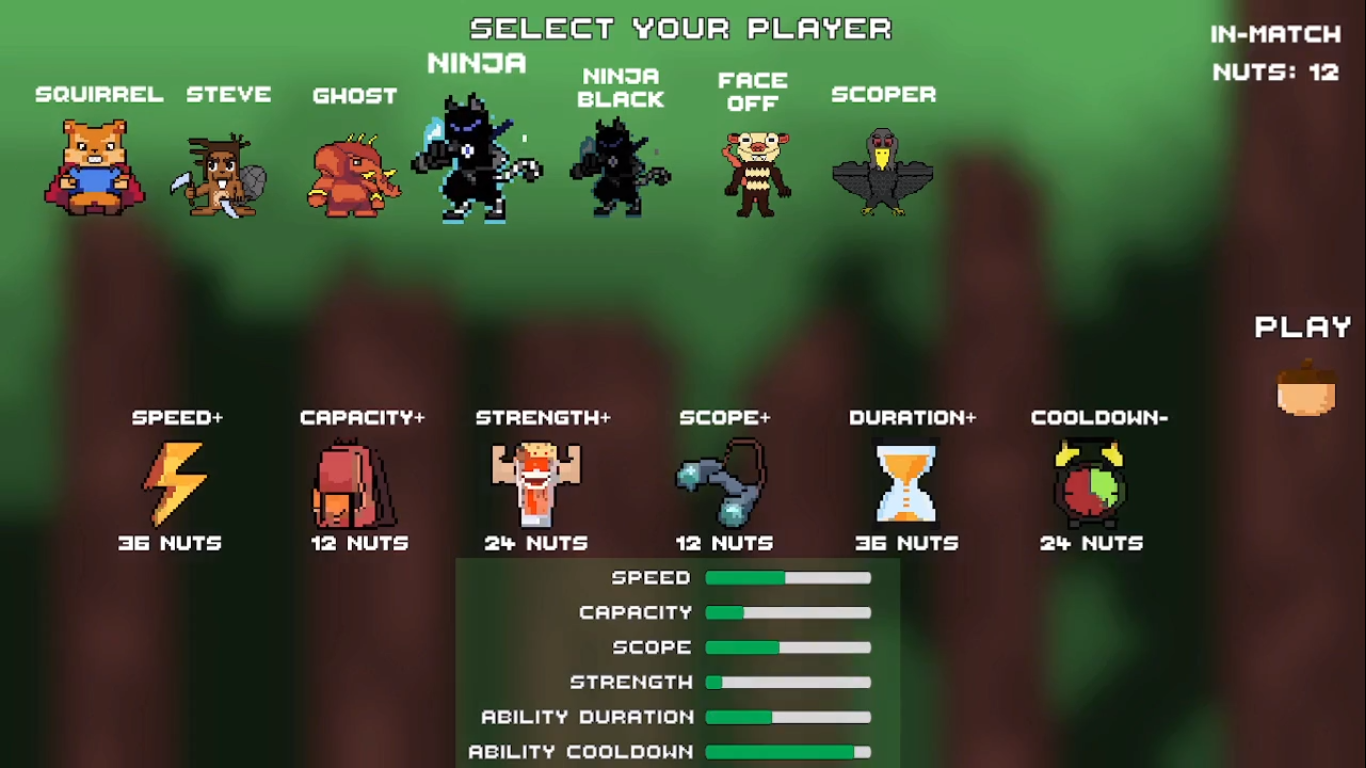 SELECT YOUR PLAYER
IN-MATCH
NUTS: 12
SQUIRREL
STEVE
GHOST
NINJA
NINJA
BLACK
FACE
OFF
SCOPER
PLAY
SPEED+
CAPACITY+
STRENGTH+
SCOPE+
DURATION+
COOLDOWN-
36 NUTS
12 NUTS
24 NUTS
12 NUTS
36 NUTS
24 NUTS
SPEED
CAPACITY
SCOPE
STRENGTH
ABILITY DURATION
ABILITY COOLDOWN